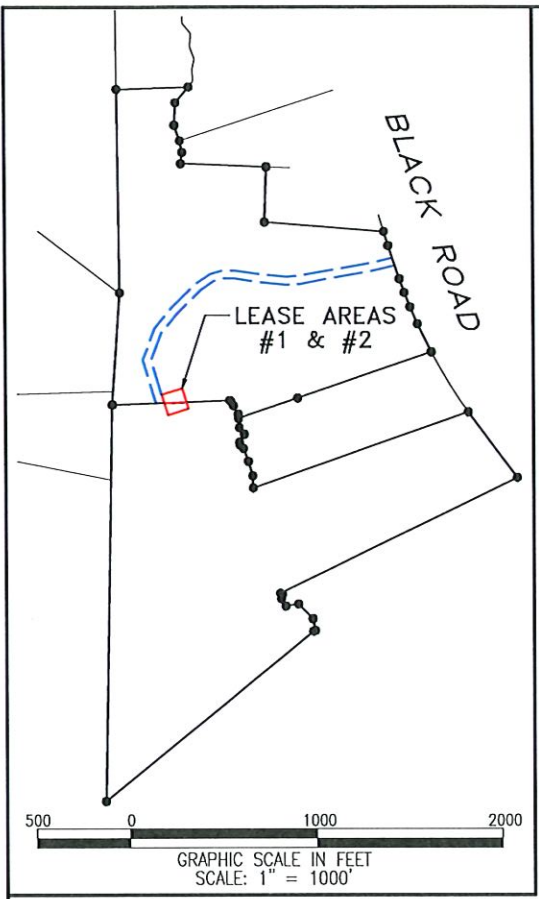 BLACK ROAD
LEASE AREAS
#1 & #2
500 0 1000 2000
GRAPHIC SCALE IN FEET
SCALE: 1" = 1000'